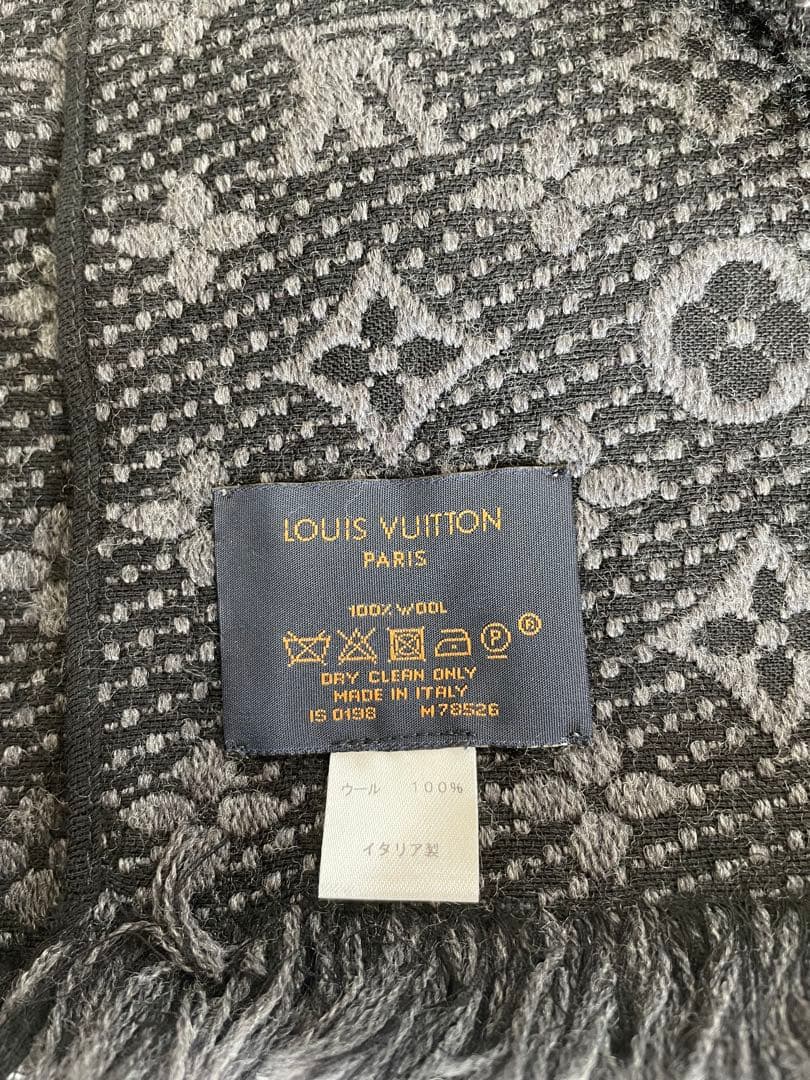 LOUIS VUITTON
PARIS
100% WOOL
P
DRY CLEAN ONLY
MADE IN ITALY
IS 0198 M78526
ウール 100%
イタリア製